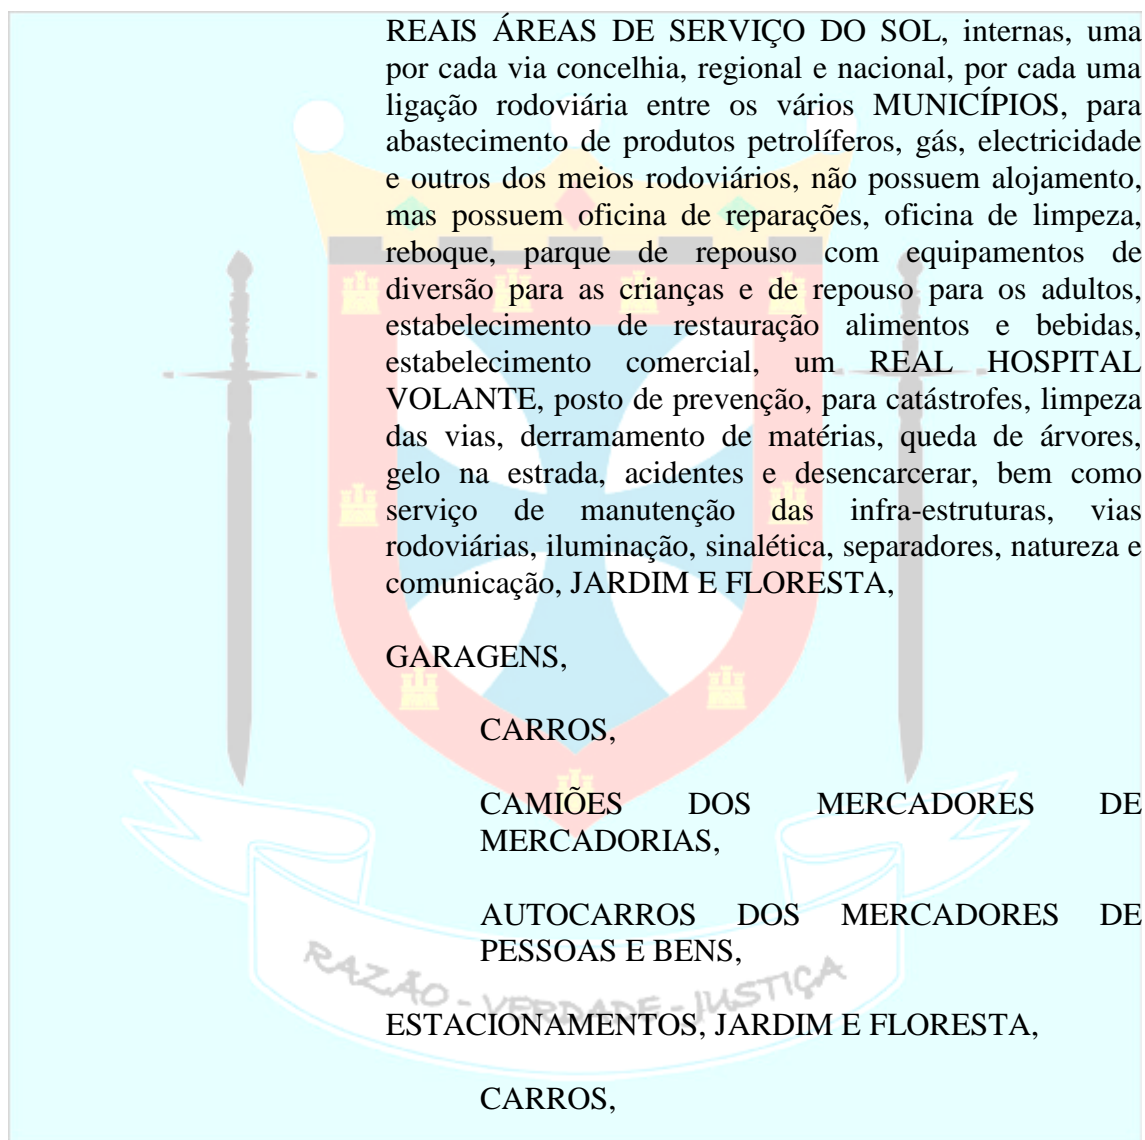 REAIS ÁREAS DE SERVIÇO DO SOL, internas, uma
por cada via concelhia, regional e nacional, por cada uma
ligação rodoviária entre os vários MUNICÍPIOS, para
abastecimento de produtos petrolíferos, gás, electricidade
e outros dos meios rodoviários, não possuem alojamento,
mas possuem oficina de reparações, oficina de limpeza,
reboque, parque de repouso com equipamentos de
diversão para as crianças e de repouso para os adultos,
estabelecimento de restauração alimentos e bebidas,
estabelecimento comercial, um REAL HOSPITAL
VOLANTE, posto de prevenção, para catástrofes, limpeza
das vias, derramamento de matérias, queda de árvores,
gelo na estrada, acidentes e desencarcerar, bem como
serviço de manutenção das infra-estruturas, vias
rodoviárias, iluminação, sinalética, separadores, natureza e
comunicação, JARDIM E FLORESTA,
GARAGENS,
CARROS,
CAMIÕES DOS MERCADORES DE
MERCADORIAS,
AUTOCARROS DOS MERCADORES DE
PESSOAS E BENS,
RAZÃO - VERDADE - JUSTIÇA
ESTACIONAMENTOS, JARDIM E FLORESTA,
CARROS,